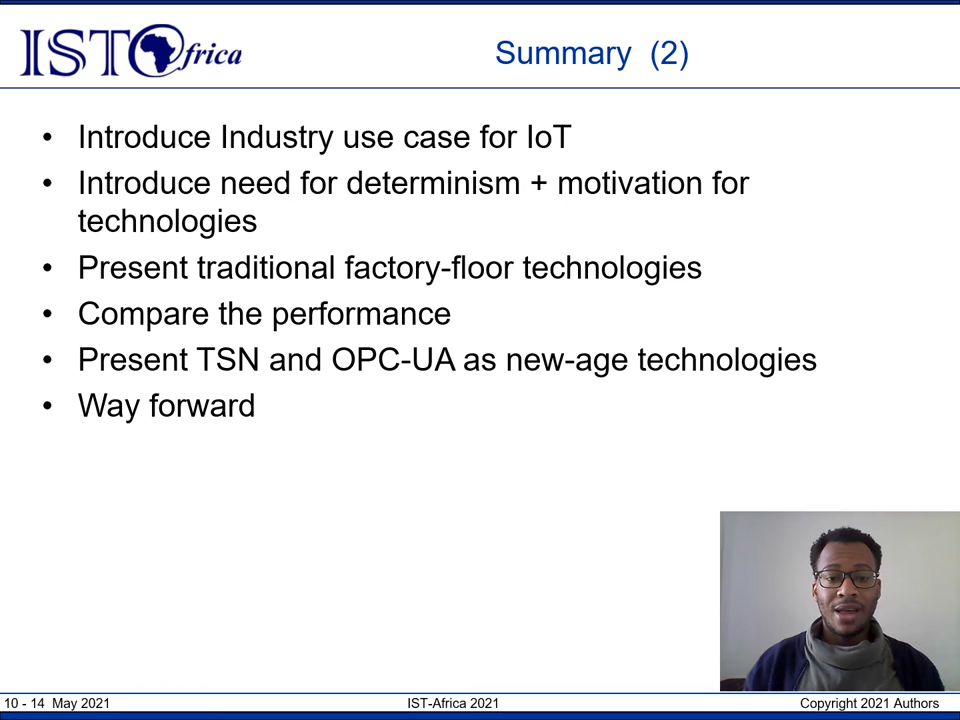 IST Africa
Summary (2)
• Introduce Industry use case for IoT
• Introduce need for determinism + motivation for
technologies
• Present traditional factory-floor technologies
• Compare the performance
• Present TSN and OPC-UA as new-age technologies
• Way forward
10 - 14 May 2021
IST-Africa 2021
Copyright 2021 Authors